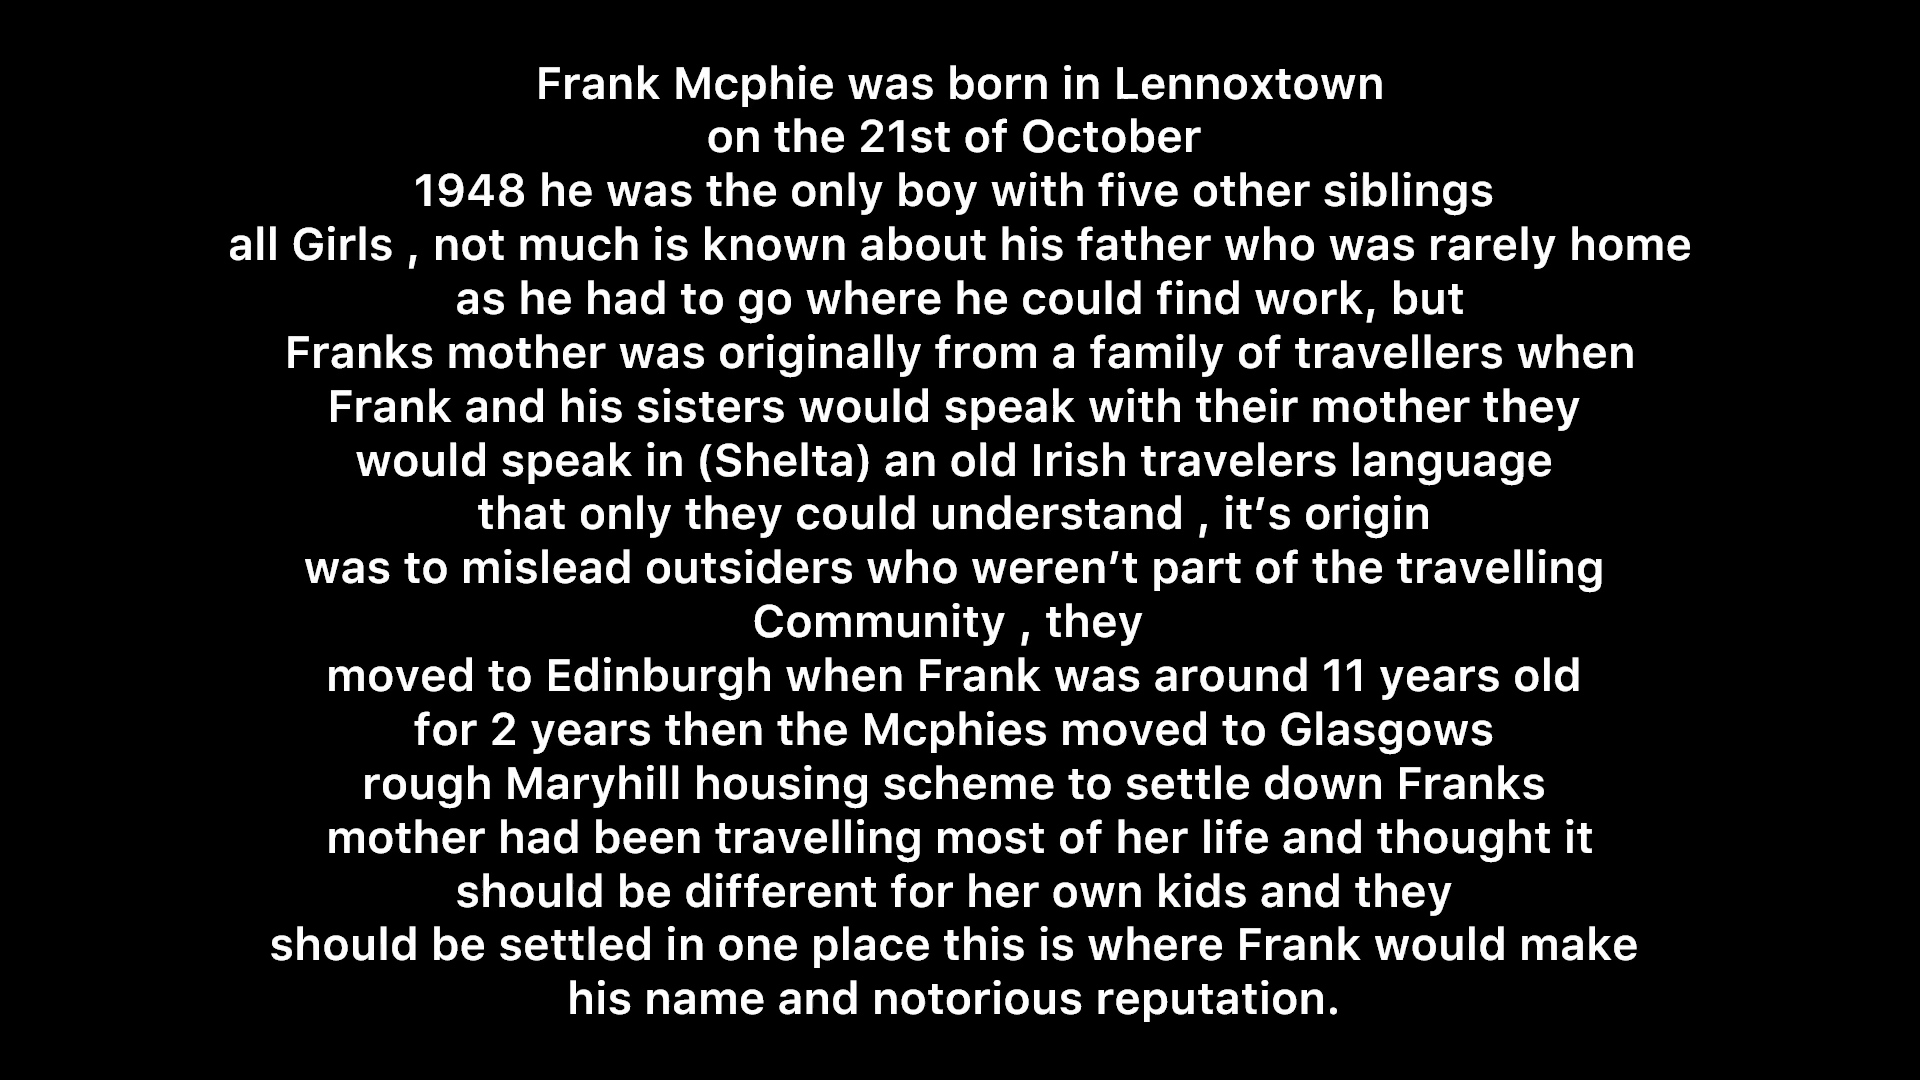 Frank Mcphie was born in Lennoxtown
on the 21st of October
1948 he was the only boy with five other siblings
all Girls , not much is known about his father who was rarely home
as he had to go where he could find work, but
Franks mother was originally from a family of travellers when
Frank and his sisters would speak with their mother they
would speak in (Shelta) an old Irish travelers language
that only they could understand , it’s origin
was to mislead outsiders who weren’t part of the travelling
Community , they
moved to Edinburgh when Frank was around 11 years old
for 2 years then the Mcphies moved to Glasgows
rough Maryhill housing scheme to settle down Franks
mother had been travelling most of her life and thought it
should be different for her own kids and they
should be settled in one place this is where Frank would make
his name and notorious reputation.